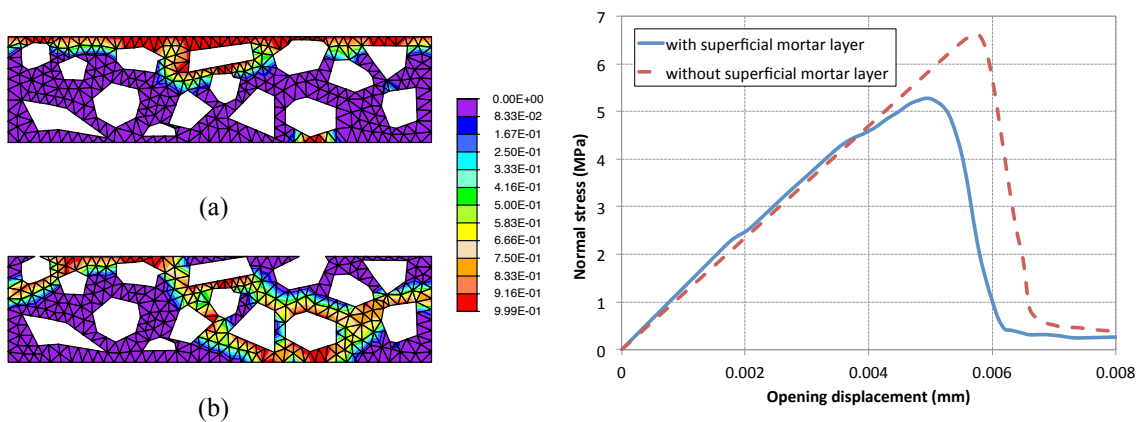 (a)
(b)
0.00E+00
8.33E-02
1.67E-01
2.50E-01
3.33E-01
4.16E-01
5.00E-01
5.83E-01
6.66E-01
7.50E-01
8.33E-01
9.16E-01
9.99E-01
with superficial mortar layer
without superficial mortar layer
Normal stress (MPa)
7
6
5
4
3
2
1
0
0
0.002
0.004
0.006
0.008
Opening displacement (mm)